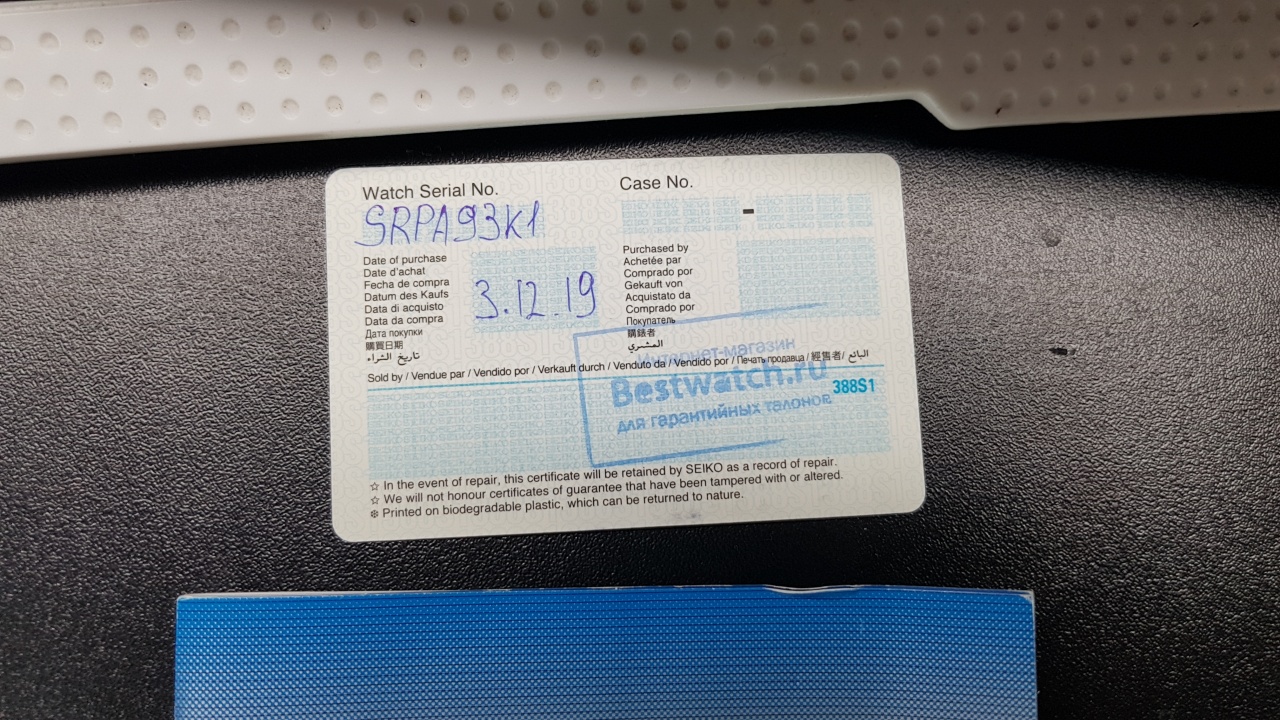 Watch Serial No.
SRPA93K1
Case No.
-
Date of purchase
Date d'achat
Fecha de compra
Datum des Kaufs
Data di acquisto
Data da compra
Дата покупки
購買日期
تاريخ الشراء
3.12.19
Purchased by
Achetée par
Comprado por
Gekauft von
Acquistato da
Comprado por
Покупатель
購錶者
المشتري
Sold by / Vendue par / Vendido por / Verkauft durch / Venduto da / Vendido por / Печать продавца / 經售者/ البائع
Интернет-магазин
Bestwatch.ru
для гарантийных талонов
388S1
☆ In the event of repair, this certificate will be retained by SEIKO as a record of repair.
☆ We will not honour certificates of guarantee that have been tampered with or altered.
❄ Printed on biodegradable plastic, which can be returned to nature.